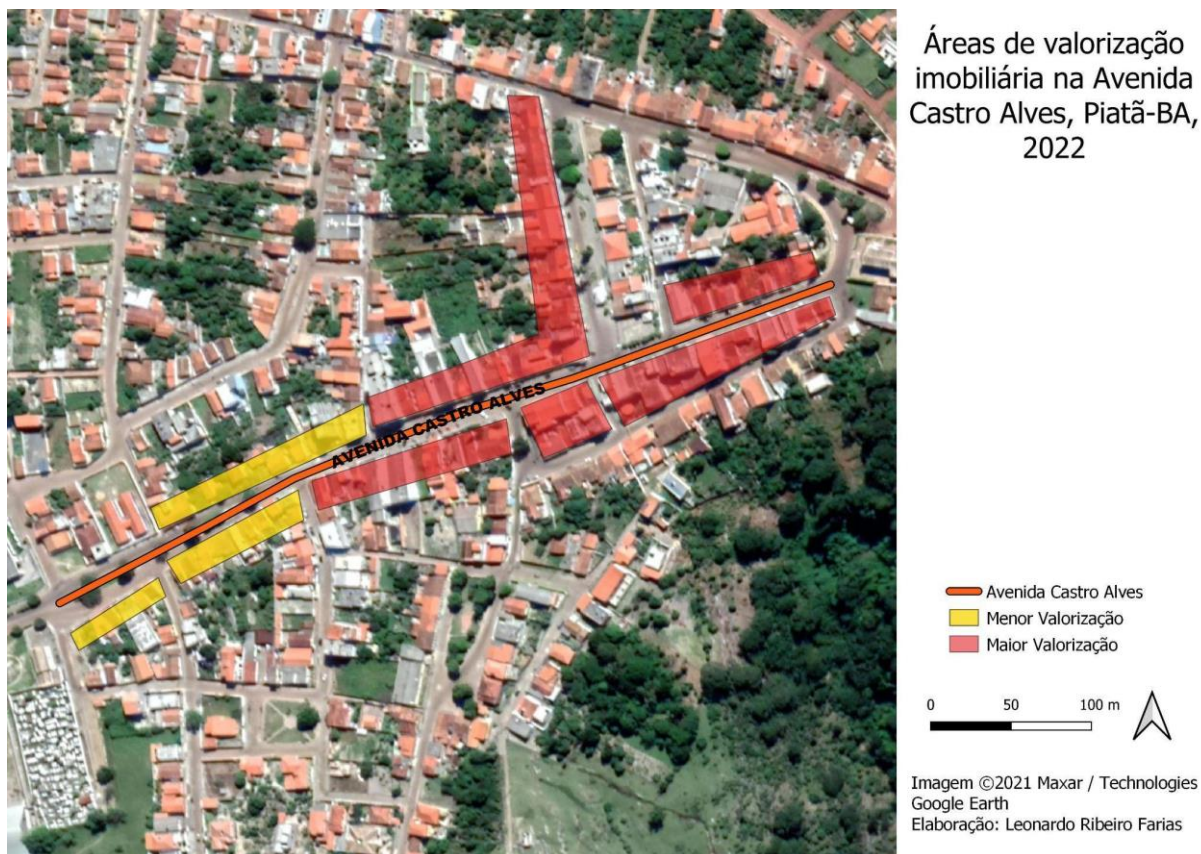 Áreas de valorização
imobiliária na Avenida
Castro Alves, Piatã-BA,
2022
AVENIDA CASTRO ALVES
Avenida Castro Alves
Menor Valorização
Maior Valorização
0 50 100 m
Imagem ©2021 Maxar / Technologies
Google Earth
Elaboração: Leonardo Ribeiro Farias